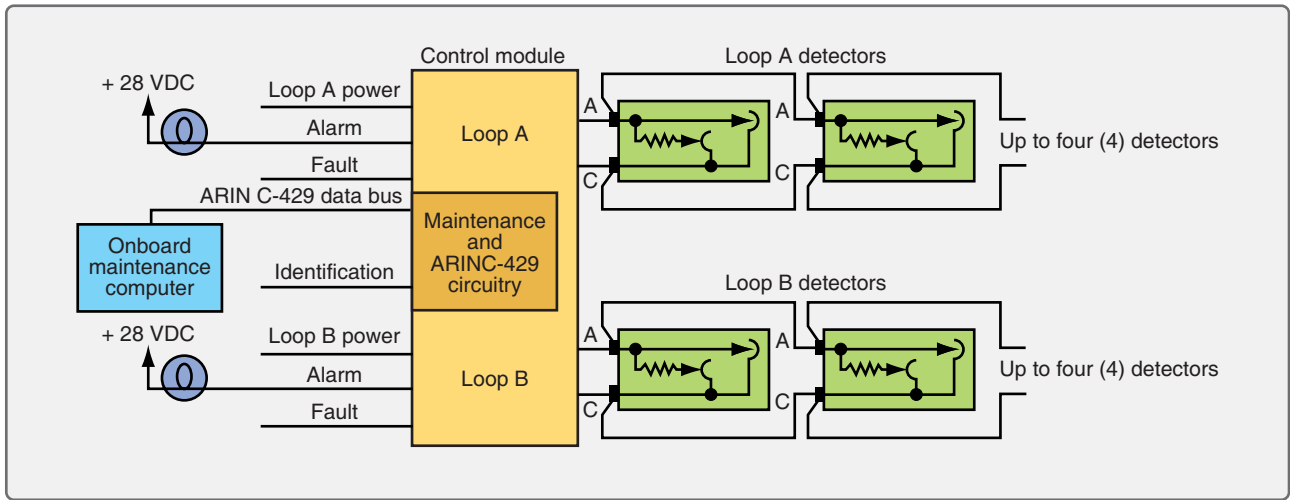 Control module
Loop A detectors
+ 28 VDC
Loop A power
Alarm
Fault
ARIN C-429 data bus
Loop A
A
A
C
C
Up to four (4) detectors
Onboard
maintenance
computer
Identification
Maintenance
and
ARINC-429
circuitry
Loop B detectors
+ 28 VDC
Loop B power
Alarm
Fault
Loop B
A
A
C
C
Up to four (4) detectors